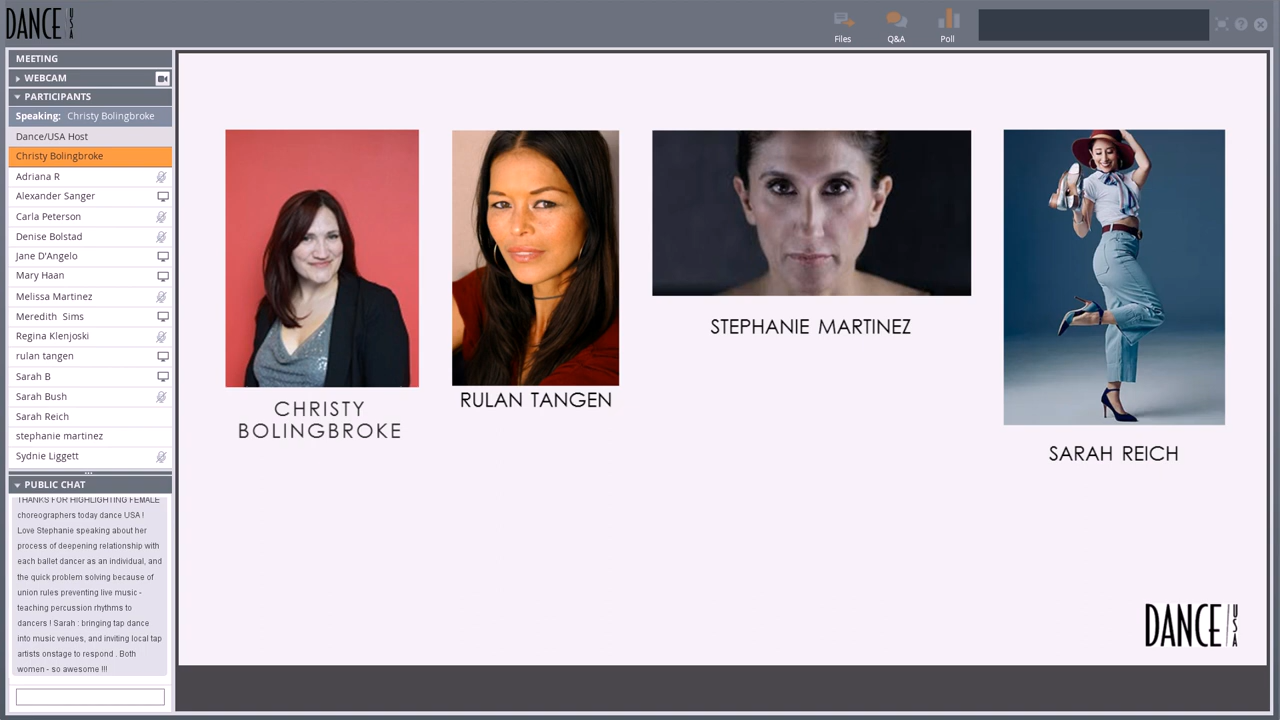 DANCE USA
Files
Q&A
Poll
MEETING
WEBCAM
PARTICIPANTS
Speaking: Christy Bolingbroke
Dance/USA Host
Christy Bolingbroke
Adriana R
Alexander Sanger
Carla Peterson
Denise Bolstad
Jane D'Angelo
Mary Haan
Melissa Martinez
Meredith Sims
Regina Klenjoski
rulan tangen
Sarah B
Sarah Bush
Sarah Reich
stephanie martinez
Sydnie Liggett
PUBLIC CHAT
THANKS FOR HIGHLIGHTING FEMALE
choreographers today dance USA !
Love Stephanie speaking about her
process of deepening relationship with
each ballet dancer as an individual, and
the quick problem solving because of
union rules preventing live music -
teaching percussion rhythms to
dancers ! Sarah : bringing tap dance
into music venues, and inviting local tap
artists onstage to respond . Both
women - so awesome !!!
CHRISTY
BOLINGBROKE
RULAN TANGEN
STEPHANIE MARTINEZ
SARAH REICH
DANCE/USA